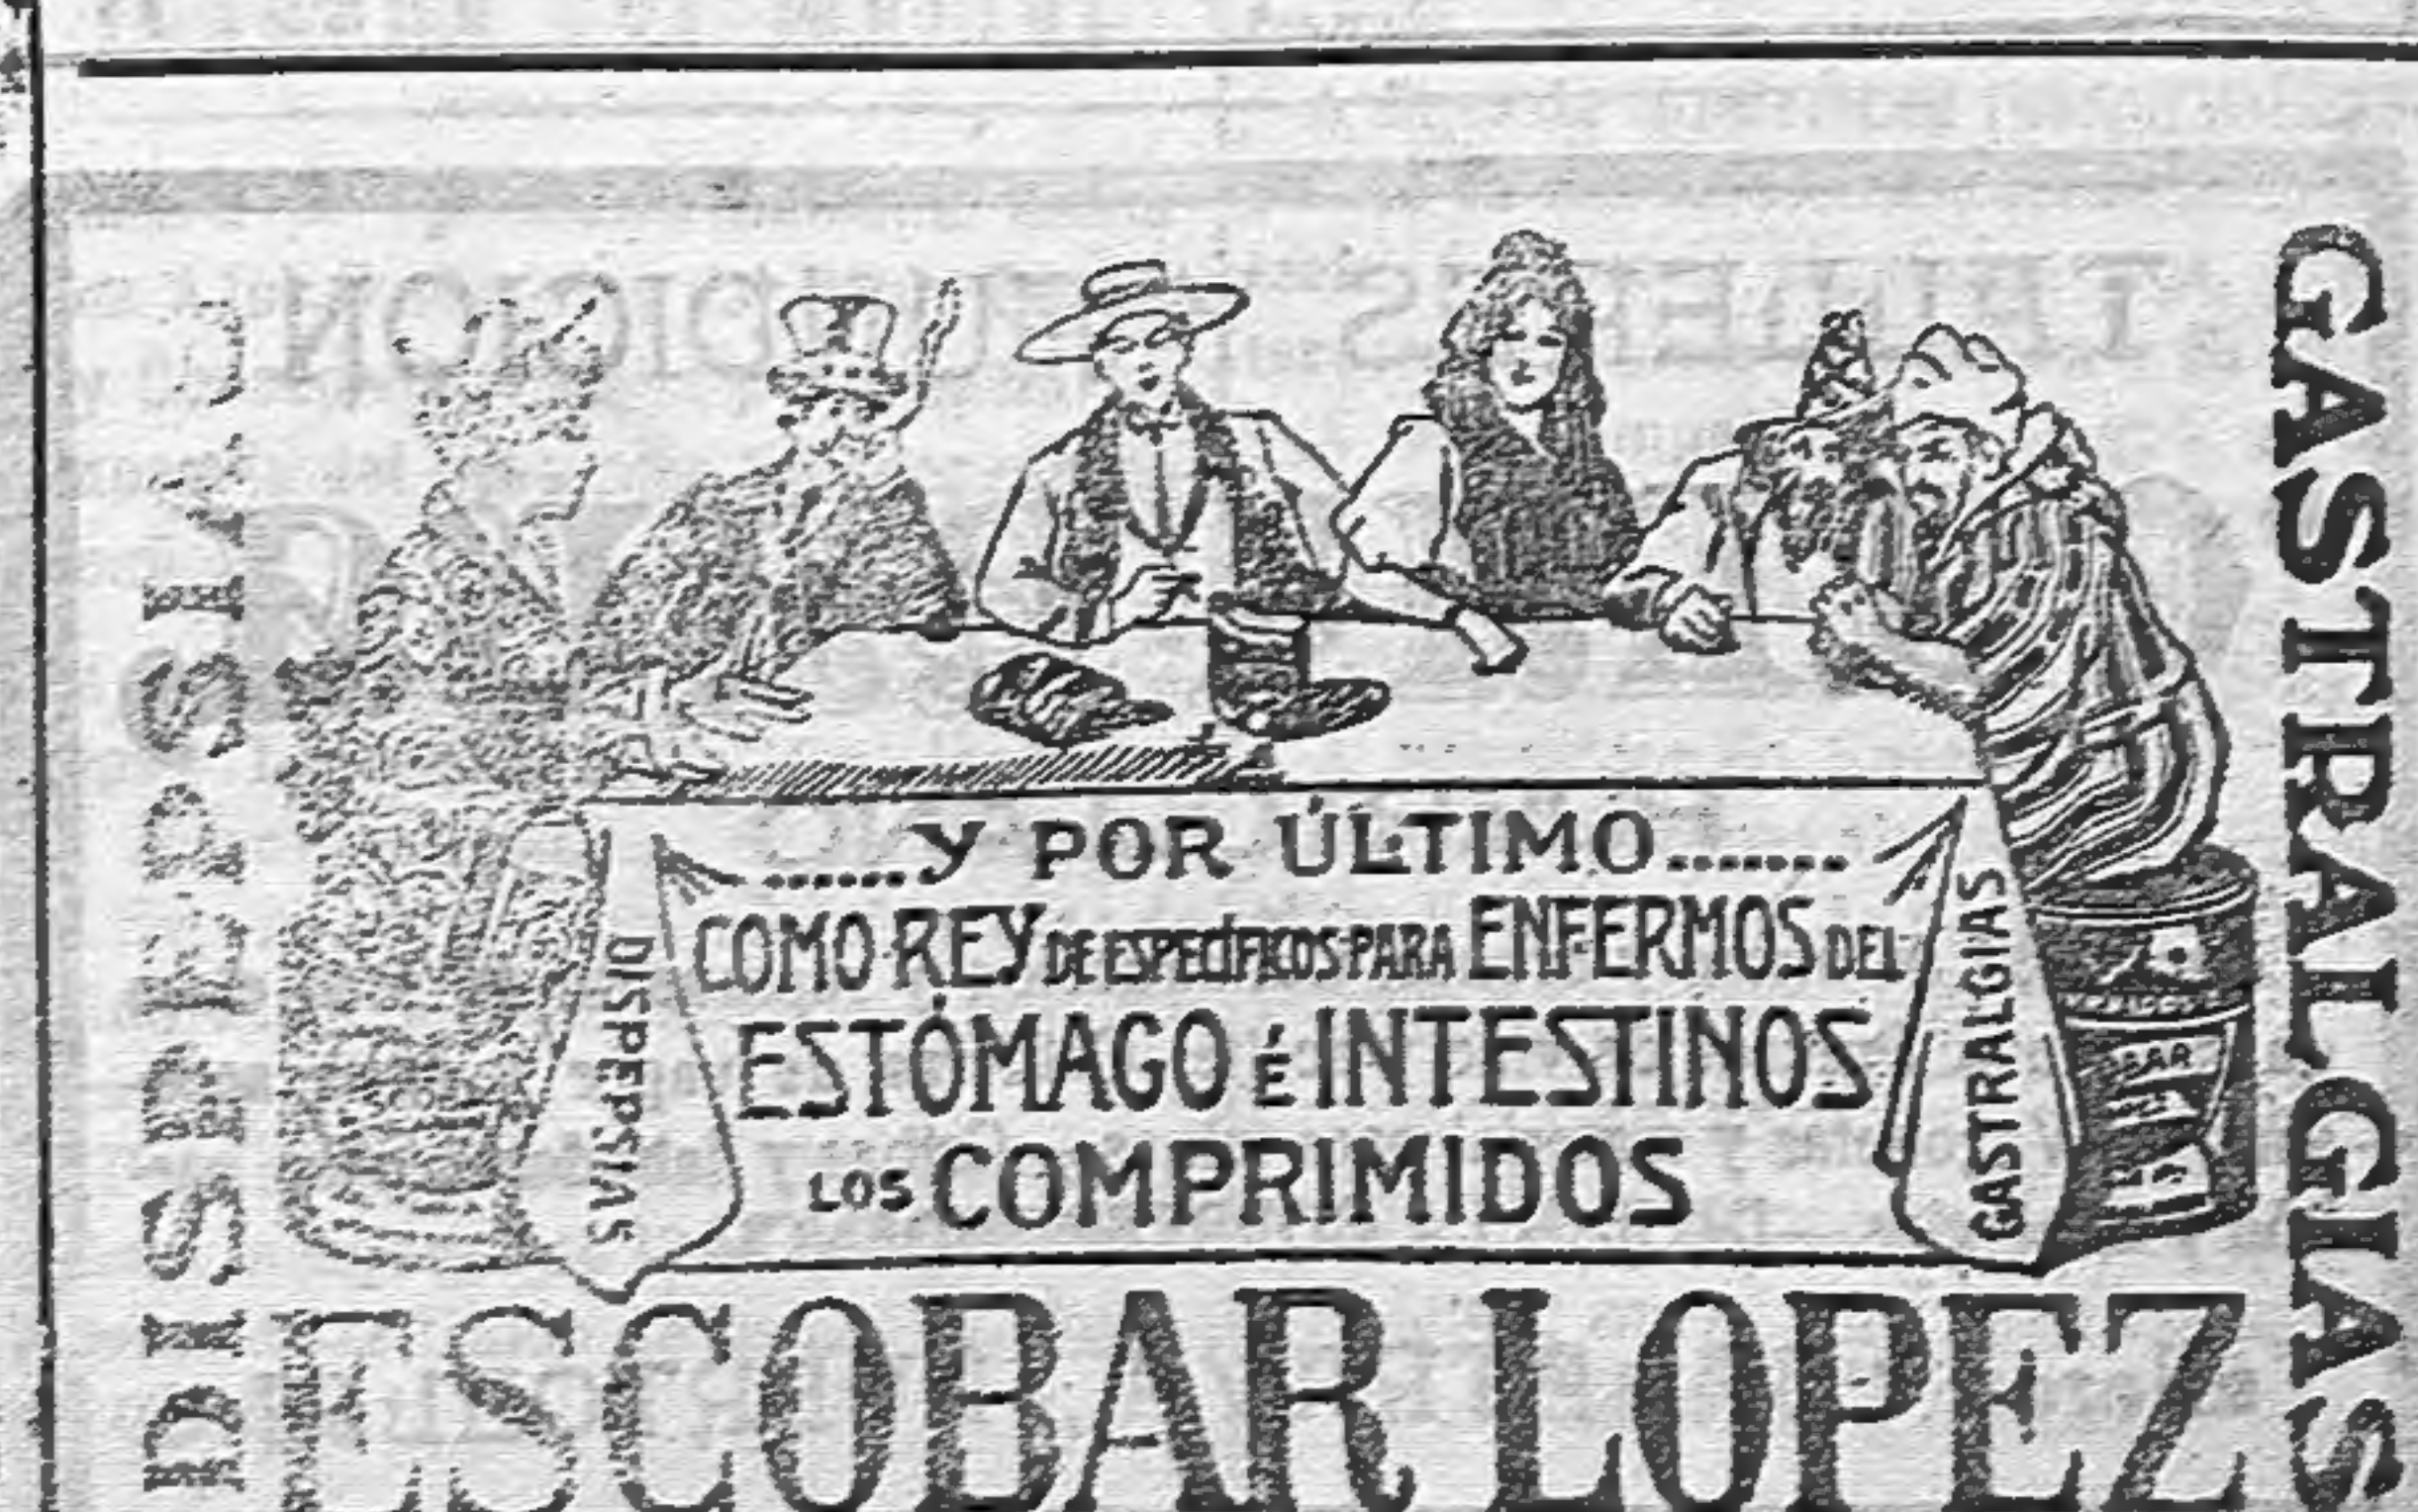 ......Y POR ÚLTIMO.......
COMO REY DE ESPECÍFICOS PARA ENFERMOS DEL
ESTÓMAGO É INTESTINOS
LOS COMPRIMIDOS
DISPEPSIAS
GASTRALGIAS
ESCOBAR LOPEZ
DISPEPSIAS
GASTRALGIAS